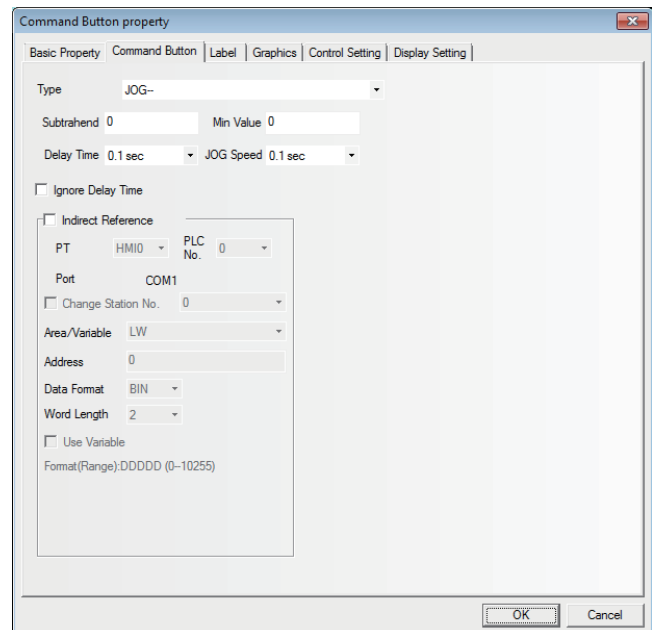 Command Button property
Basic Property Command Button Label Graphics Control Setting Display Setting
Type JOG--
Subtrahend 0 Min Value 0
Delay Time 0.1 sec JOG Speed 0.1 sec
Ignore Delay Time
Indirect Reference
PT HMI0 PLC No. 0
Port COM1
Change Station No. 0
Area/Variable LW
Address 0
Data Format BIN
Word Length 2
Use Variable
Format(Range):DDDDD (0--10255)
OK Cancel